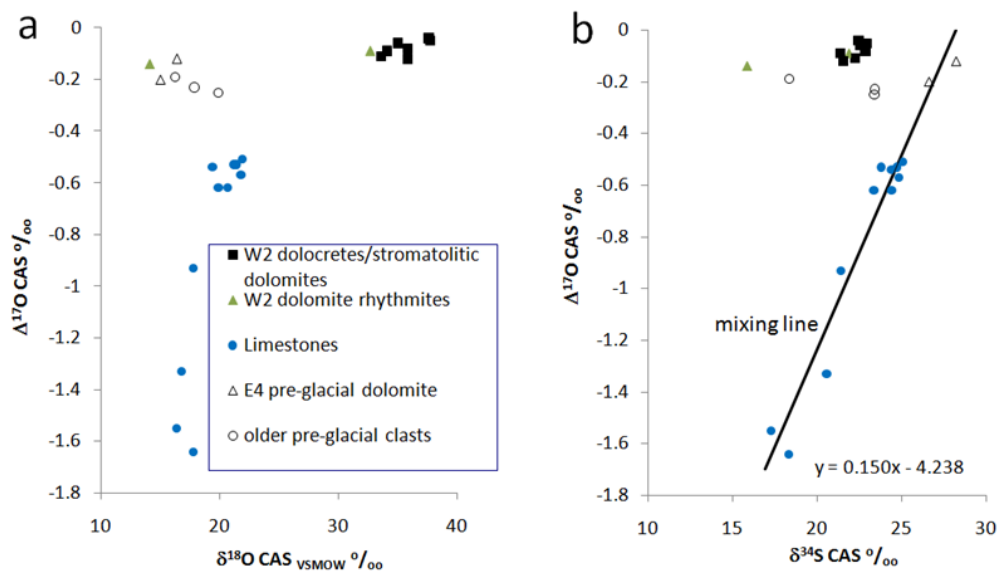 a
0
-0.2
-0.4
-0.6
-0.8
-1
-1.2
-1.4
-1.6
-1.8
10
20
30
40
Δ17O CAS o/oo
δ18O CAS VSMOW o/oo
W2 dolocretes/stromatolitic
dolomites
W2 dolomite rhythmites
Limestones
E4 pre-glacial dolomite
older pre-glacial clasts
b
0
-0.2
-0.4
-0.6
-0.8
-1
-1.2
-1.4
-1.6
-1.8
10
15
20
25
30
Δ17O CAS o/oo
δ34S CAS o/oo
mixing line
y = 0.150x - 4.238